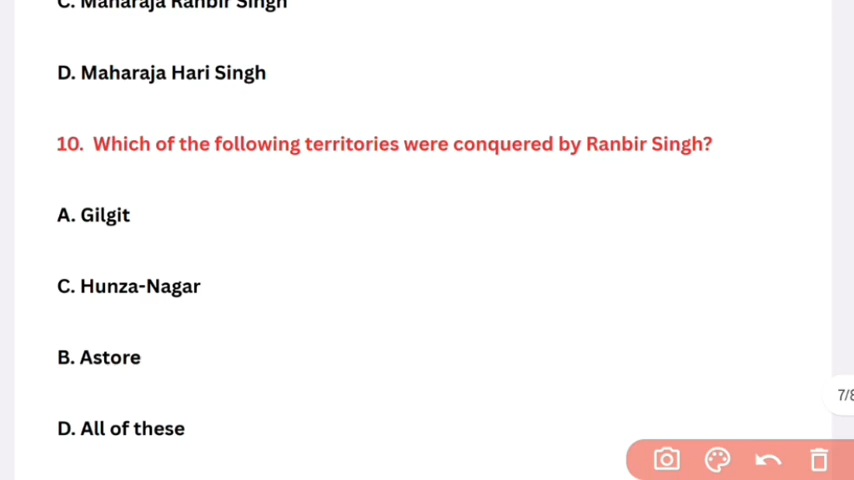 C. Maharaja Ranbir Singh
D. Maharaja Hari Singh
10. Which of the following territories were conquered by Ranbir Singh?
A. Gilgit
C. Hunza-Nagar
B. Astore
7/8
D. All of these